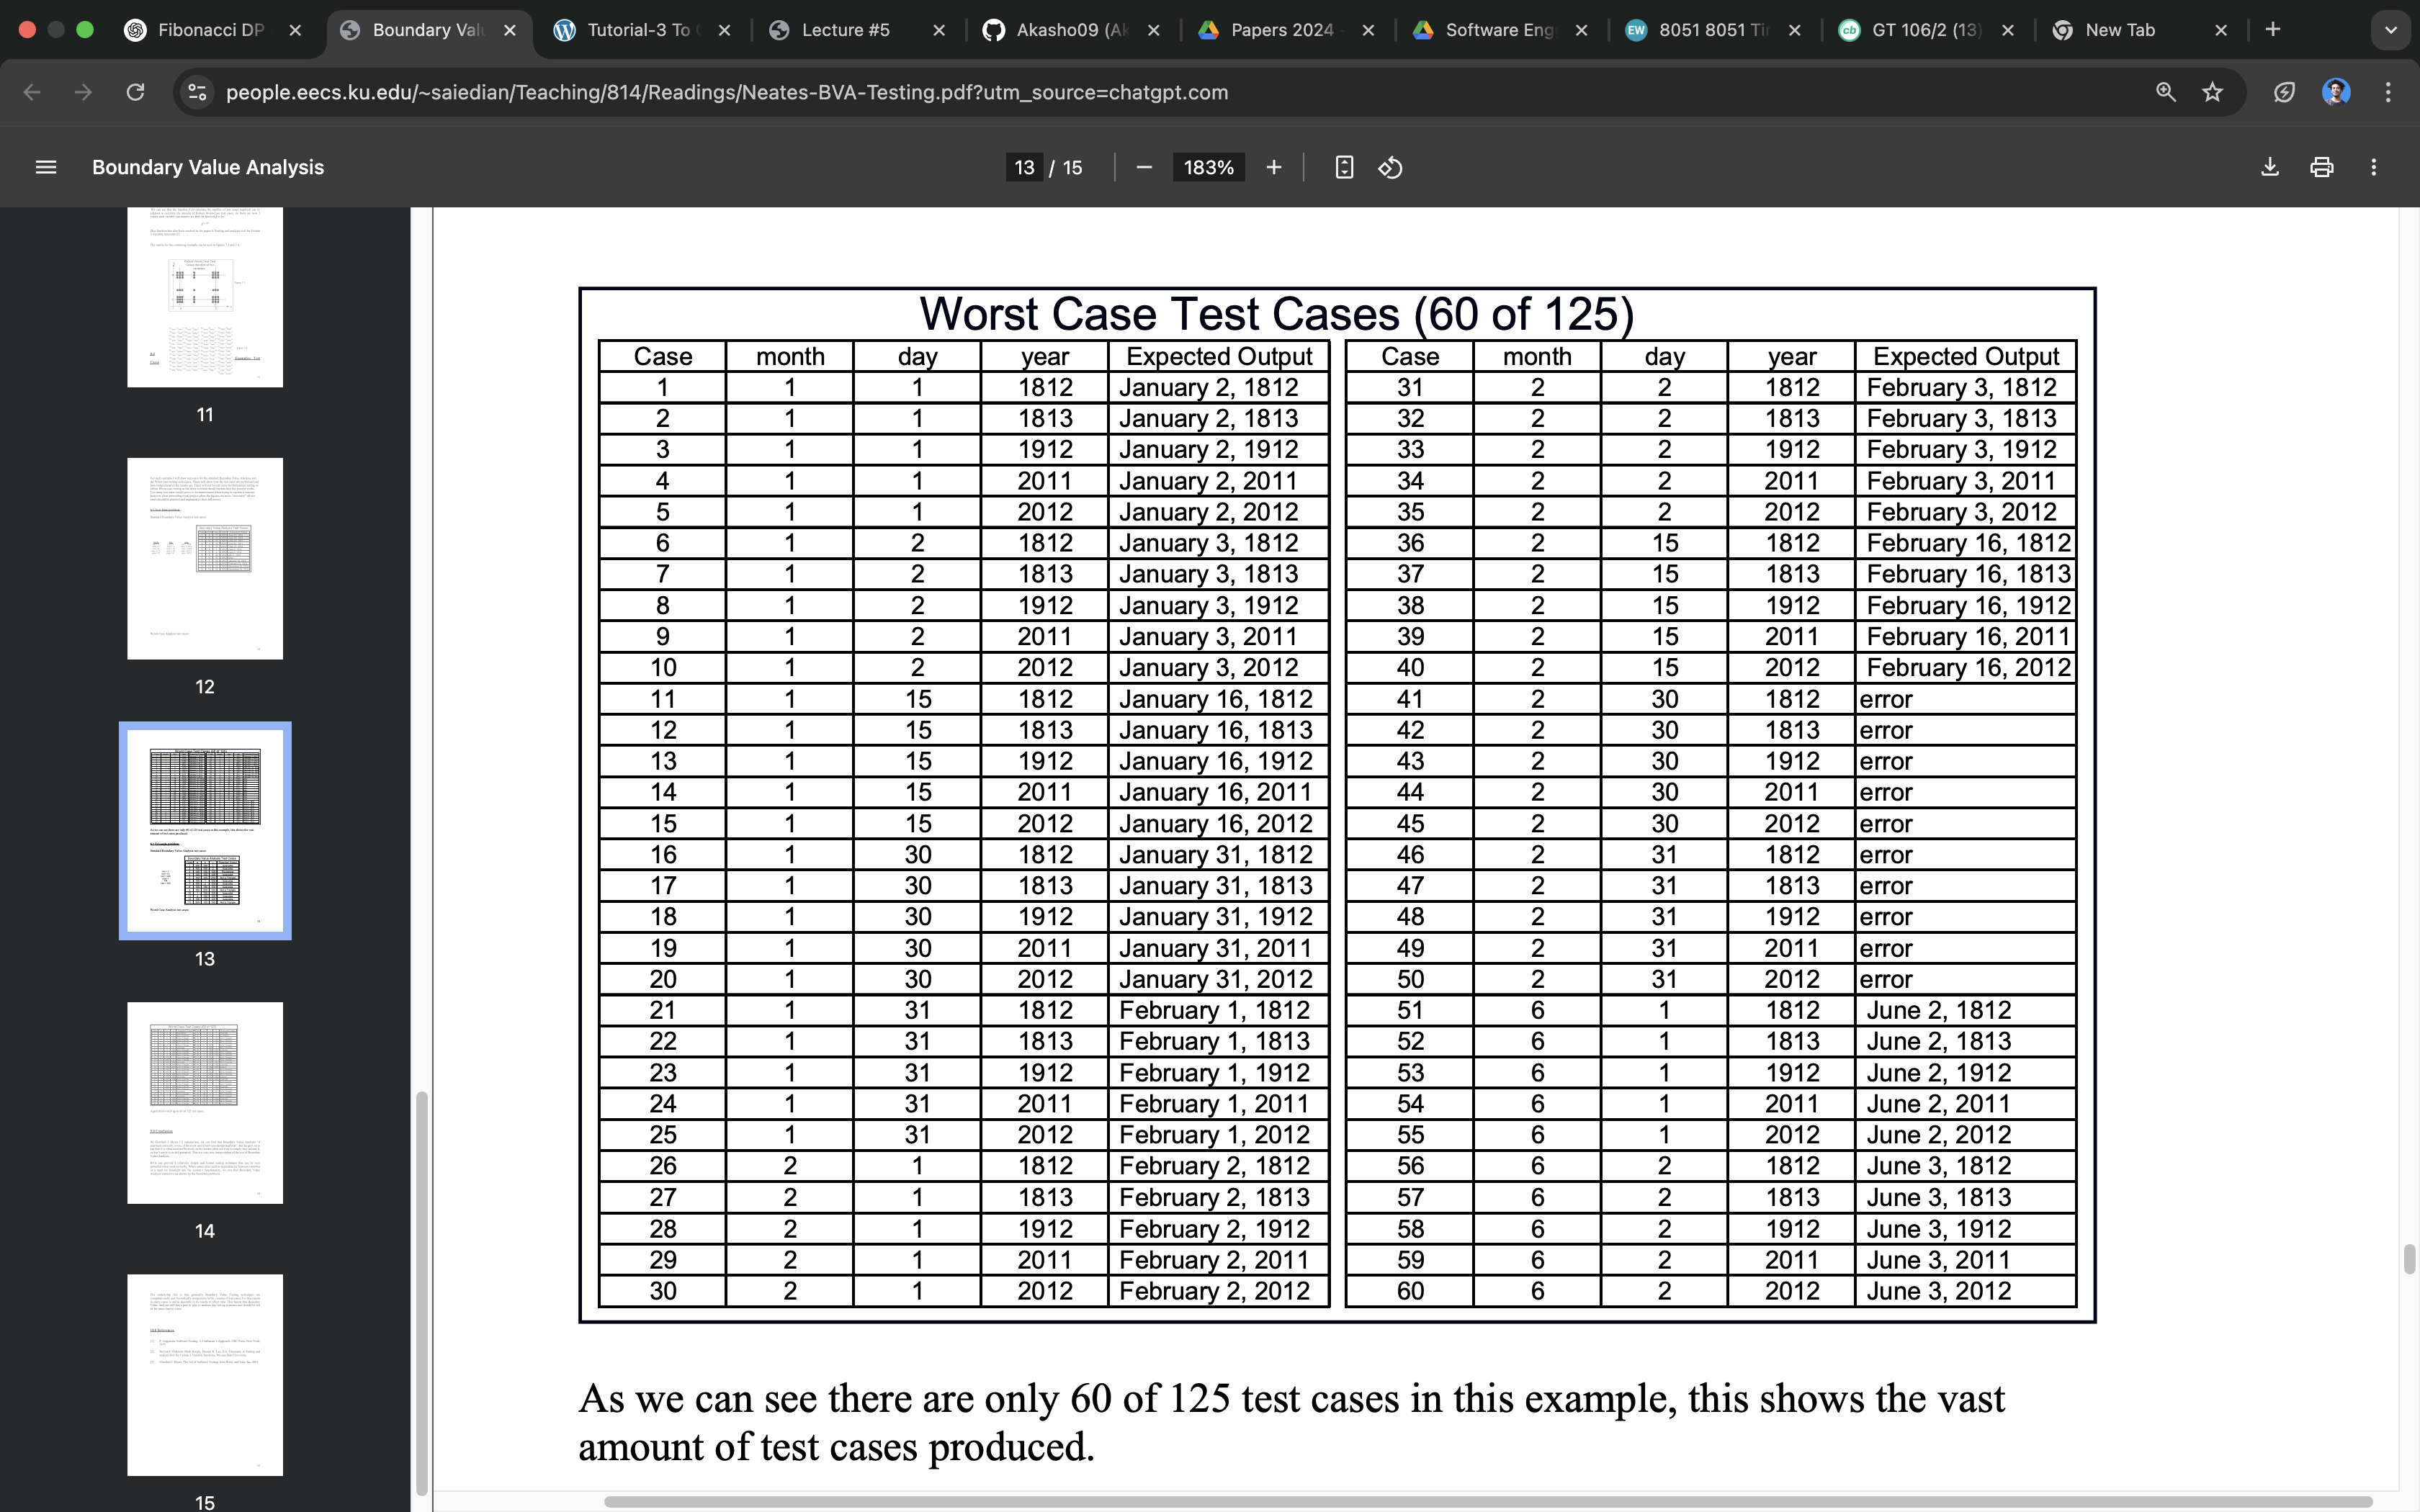 Fibonacci DP
Boundary Val
Tutorial-3 To
Lecture #5
Akasho09 (Ak
Papers 2024 -
Software Eng
EW 8051 8051 Tir
cb GT 106/2 (13)
New Tab
people.eecs.ku.edu/~saiedian/Teaching/814/Readings/Neates-BVA-Testing.pdf?utm_source=chatgpt.com
Boundary Value Analysis
13 / 15
183%
11
12
13
14
15
Worst Case Test Cases (60 of 125)
Case month day year Expected Output Case month day year Expected Output
1 1 1 1812 January 2, 1812 31 2 2 1812 February 3, 1812
2 1 1 1813 January 2, 1813 32 2 2 1813 February 3, 1813
3 1 1 1912 January 2, 1912 33 2 2 1912 February 3, 1912
4 1 1 2011 January 2, 2011 34 2 2 2011 February 3, 2011
5 1 1 2012 January 2, 2012 35 2 2 2012 February 3, 2012
6 1 2 1812 January 3, 1812 36 2 15 1812 February 16, 1812
7 1 2 1813 January 3, 1813 37 2 15 1813 February 16, 1813
8 1 2 1912 January 3, 1912 38 2 15 1912 February 16, 1912
9 1 2 2011 January 3, 2011 39 2 15 2011 February 16, 2011
10 1 2 2012 January 3, 2012 40 2 15 2012 February 16, 2012
11 1 15 1812 January 16, 1812 41 2 30 1812 error
12 1 15 1813 January 16, 1813 42 2 30 1813 error
13 1 15 1912 January 16, 1912 43 2 30 1912 error
14 1 15 2011 January 16, 2011 44 2 30 2011 error
15 1 15 2012 January 16, 2012 45 2 30 2012 error
16 1 30 1812 January 31, 1812 46 2 31 1812 error
17 1 30 1813 January 31, 1813 47 2 31 1813 error
18 1 30 1912 January 31, 1912 48 2 31 1912 error
19 1 30 2011 January 31, 2011 49 2 31 2011 error
20 1 30 2012 January 31, 2012 50 2 31 2012 error
21 1 31 1812 February 1, 1812 51 6 1 1812 June 2, 1812
22 1 31 1813 February 1, 1813 52 6 1 1813 June 2, 1813
23 1 31 1912 February 1, 1912 53 6 1 1912 June 2, 1912
24 1 31 2011 February 1, 2011 54 6 1 2011 June 2, 2011
25 1 31 2012 February 1, 2012 55 6 1 2012 June 2, 2012
26 2 1 1812 February 2, 1812 56 6 2 1812 June 3, 1812
27 2 1 1813 February 2, 1813 57 6 2 1813 June 3, 1813
28 2 1 1912 February 2, 1912 58 6 2 1912 June 3, 1912
29 2 1 2011 February 2, 2011 59 6 2 2011 June 3, 2011
30 2 1 2012 February 2, 2012 60 6 2 2012 June 3, 2012
As we can see there are only 60 of 125 test cases in this example, this shows the vast
amount of test cases produced.